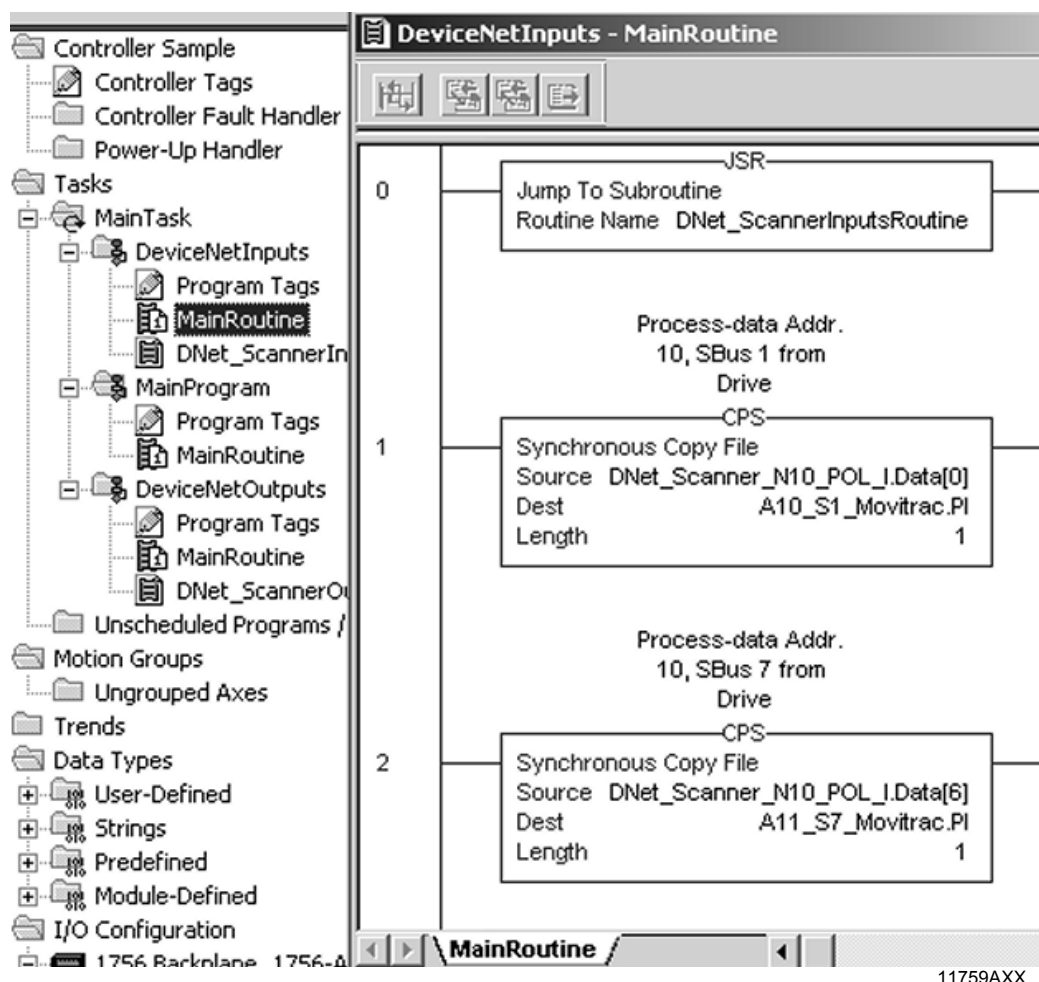 Controller Sample
Controller Tags
Controller Fault Handler
Power-Up Handler
Tasks
MainTask
DeviceNetInputs
Program Tags
MainRoutine
DNet_ScannerIn
MainProgram
Program Tags
MainRoutine
DeviceNetOutputs
Program Tags
MainRoutine
DNet_ScannerOu
Unscheduled Programs /
Motion Groups
Ungrouped Axes
Trends
Data Types
User-Defined
Strings
Predefined
Module-Defined
I/O Configuration
1756 Backplane, 1756-A
DeviceNetInputs - MainRoutine
JSR
0
Jump To Subroutine
Routine Name DNet_ScannerInputsRoutine
Process-data Addr.
10, SBus 1 from
Drive
CPS
1
Synchronous Copy File
Source DNet_Scanner_N10_POL_I.Data[0]
Dest A10_S1_Movitrac.PI
Length 1
Process-data Addr.
10, SBus 7 from
Drive
CPS
2
Synchronous Copy File
Source DNet_Scanner_N10_POL_I.Data[6]
Dest A11_S7_Movitrac.PI
Length 1
MainRoutine
11759AXX